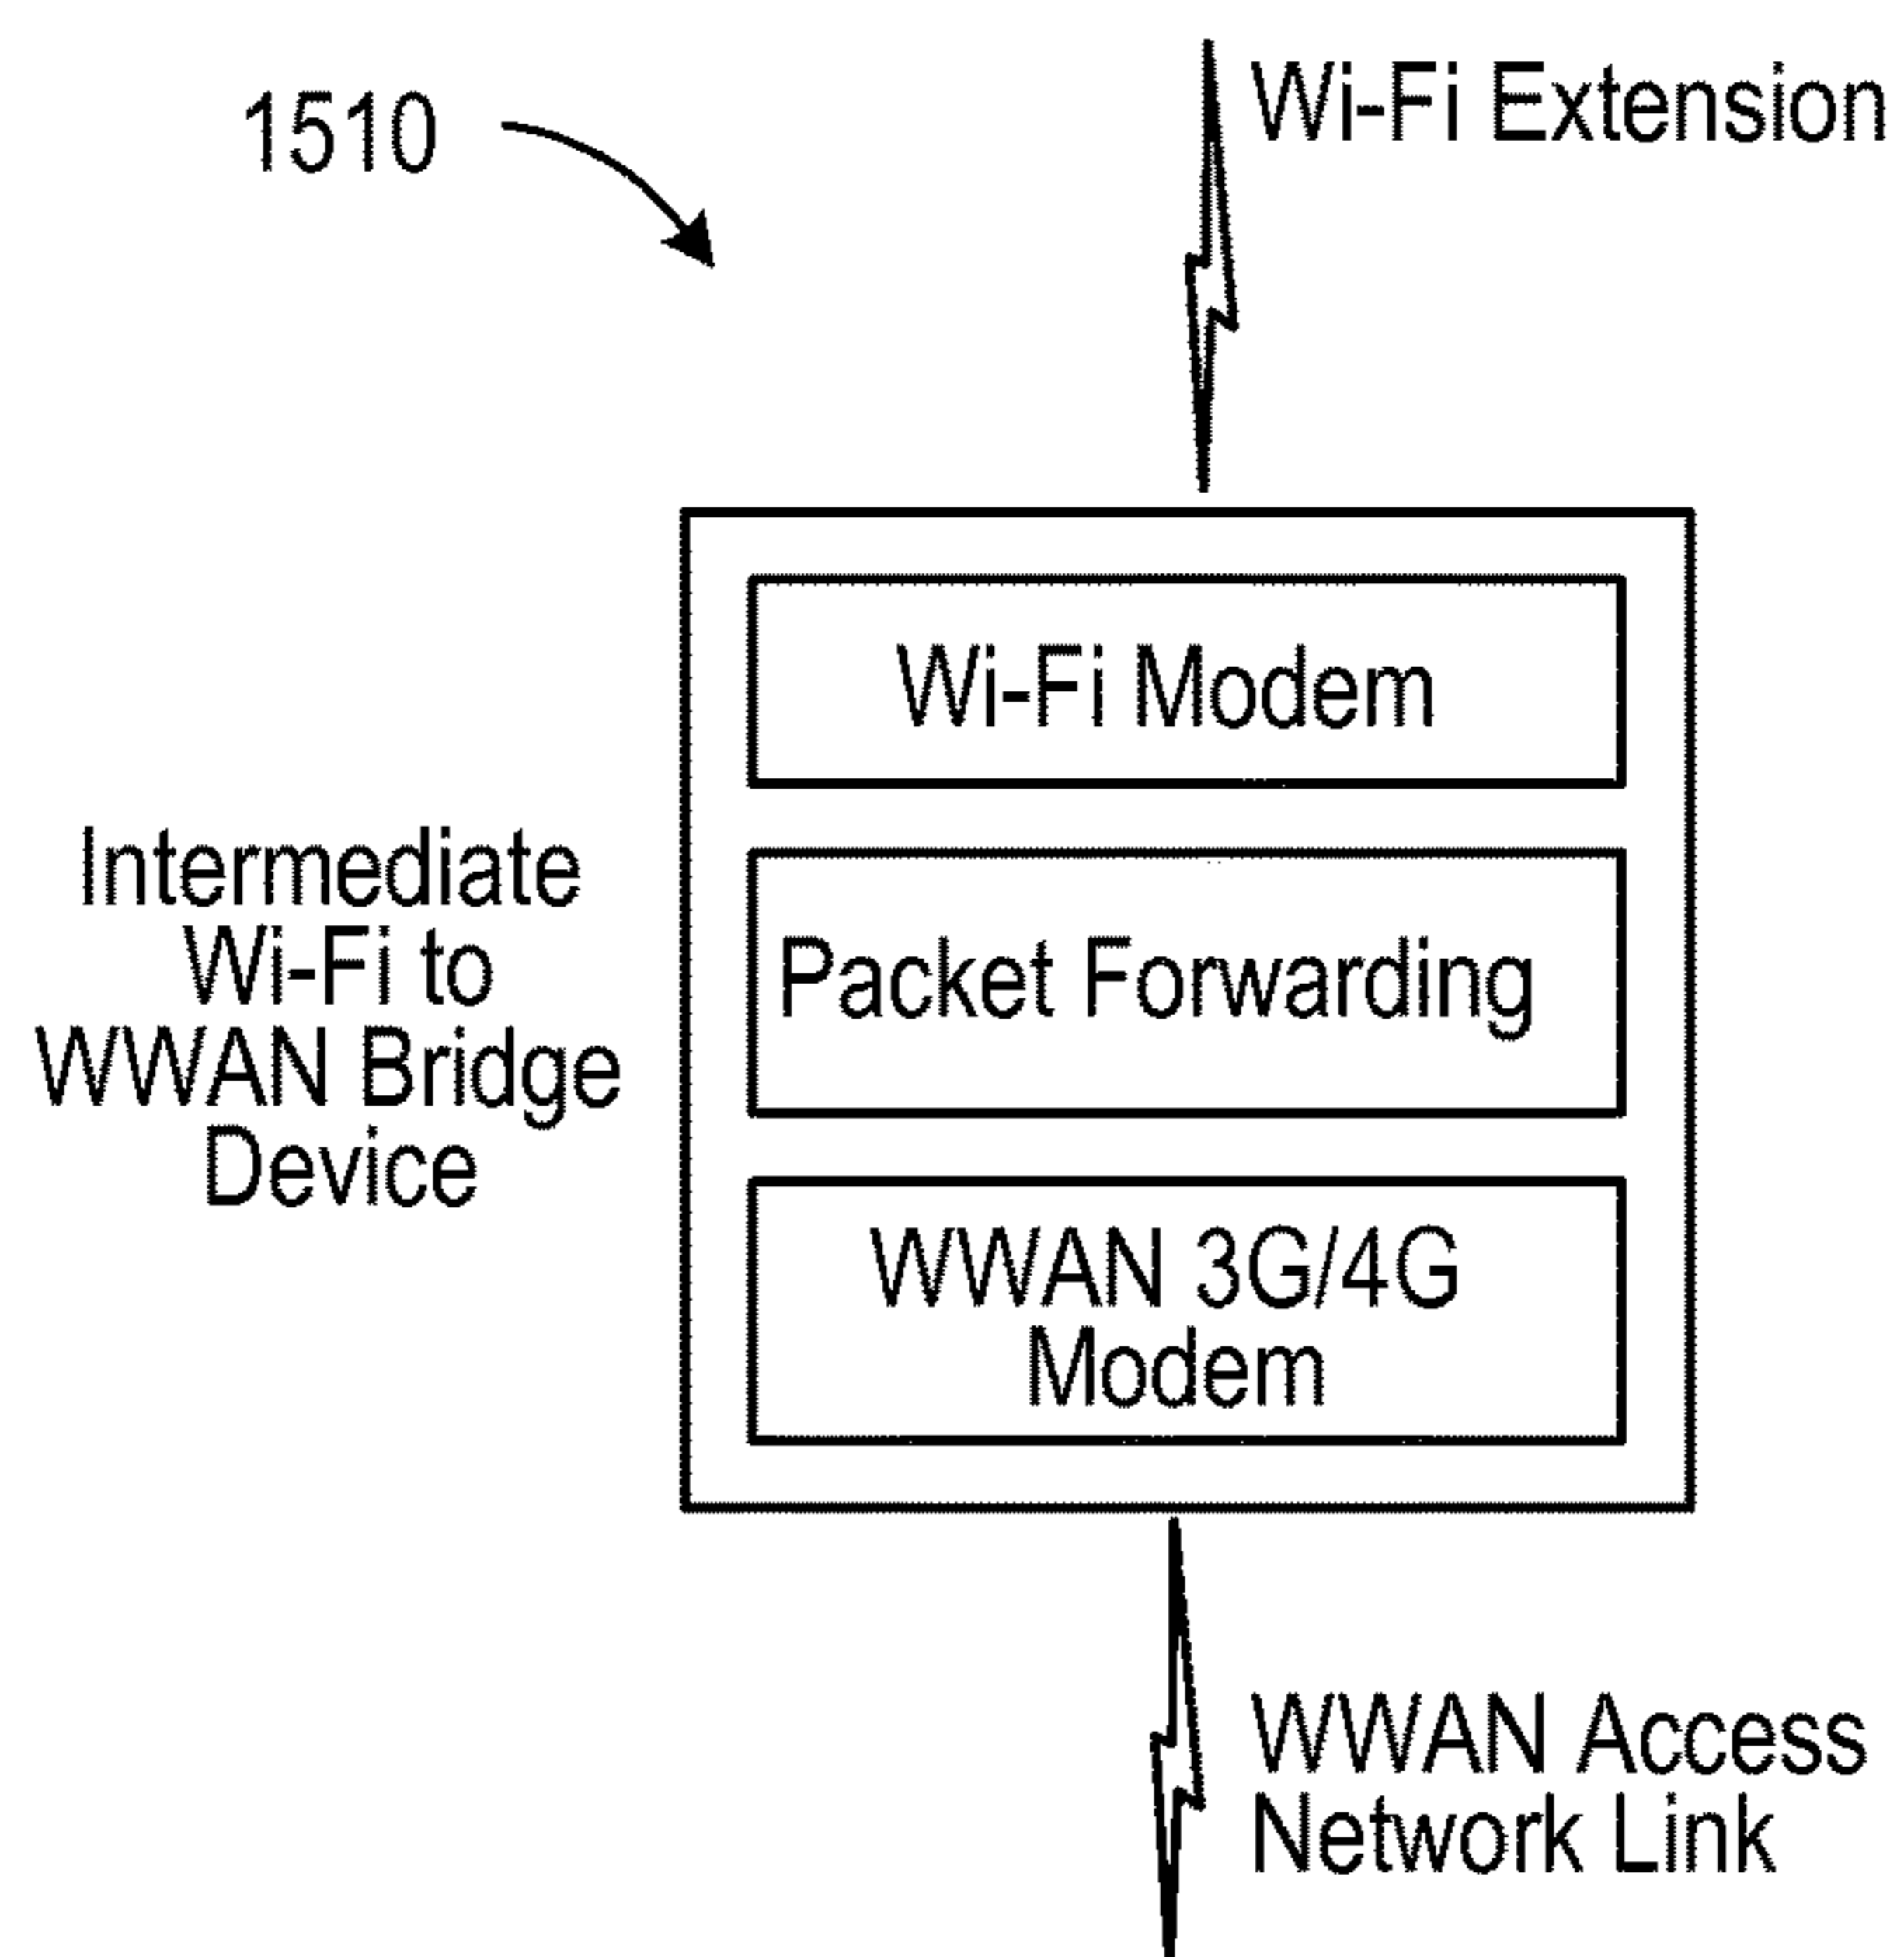 1510
Wi-Fi Extension
Wi-Fi Modem
Intermediate
Wi-Fi to
WWAN Bridge
Device
Packet Forwarding
WWAN 3G/4G
Modem
WWAN Access
Network Link